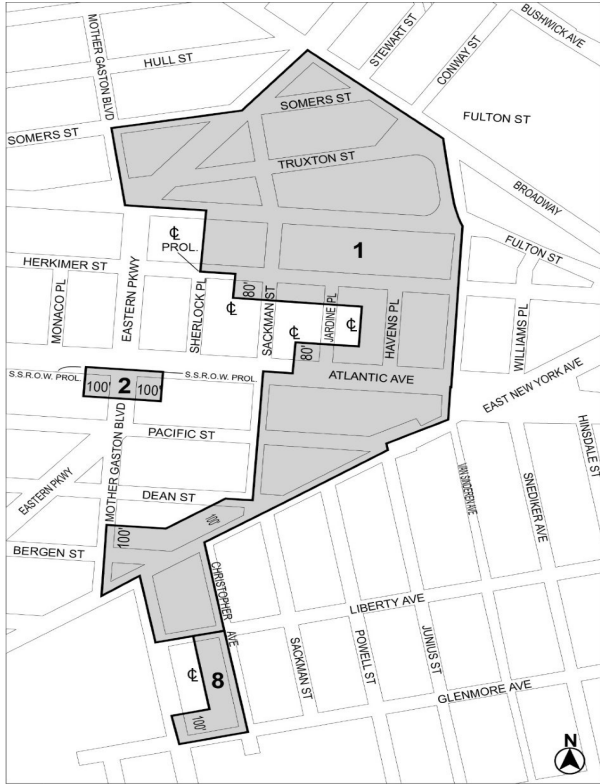 MOTHER GASTON BLVD
HULL ST
STEWART ST
CONWAY ST
BUSHWICK AVE
SOMERS ST
SOMERS ST
FULTON ST
TRUXTON ST
BROADWAY
FULTON ST
℄
PROL.
1
HERKIMER ST
MONACO PL
EASTERN PKWY
SHERLOCK PL
80'
℄
SACKMAN ST
℄
JARDINE PL
℄
80'
HAVENS PL
WILLIAMS PL
ATLANTIC AVE
EAST NEW YORK AVE
S.S.R.O.W. PROL.
S.S.R.O.W. PROL.
100'
2
100'
PACIFIC ST
MOTHER GASTON BLVD
EASTERN PKWY
DEAN ST
100'
100'
BERGEN ST
VAN SINDEREN AVE
SNEDIKER AVE
HINSDALE ST
CHRISTOPHER AVE
LIBERTY AVE
SACKMAN ST
POWELL ST
JUNIUS ST
GLENMORE AVE
℄
8
100'
N